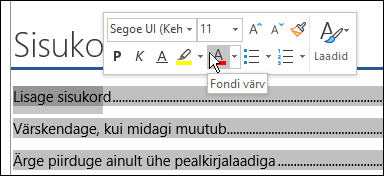 Segoe UI (Keh 11
Sisuko
P K A A Laadid
Fondi värv
Lisage sisukord
Värskendage, kui midagi muutub
Ärge piirduge ainult ühe pealkirjalaadiga